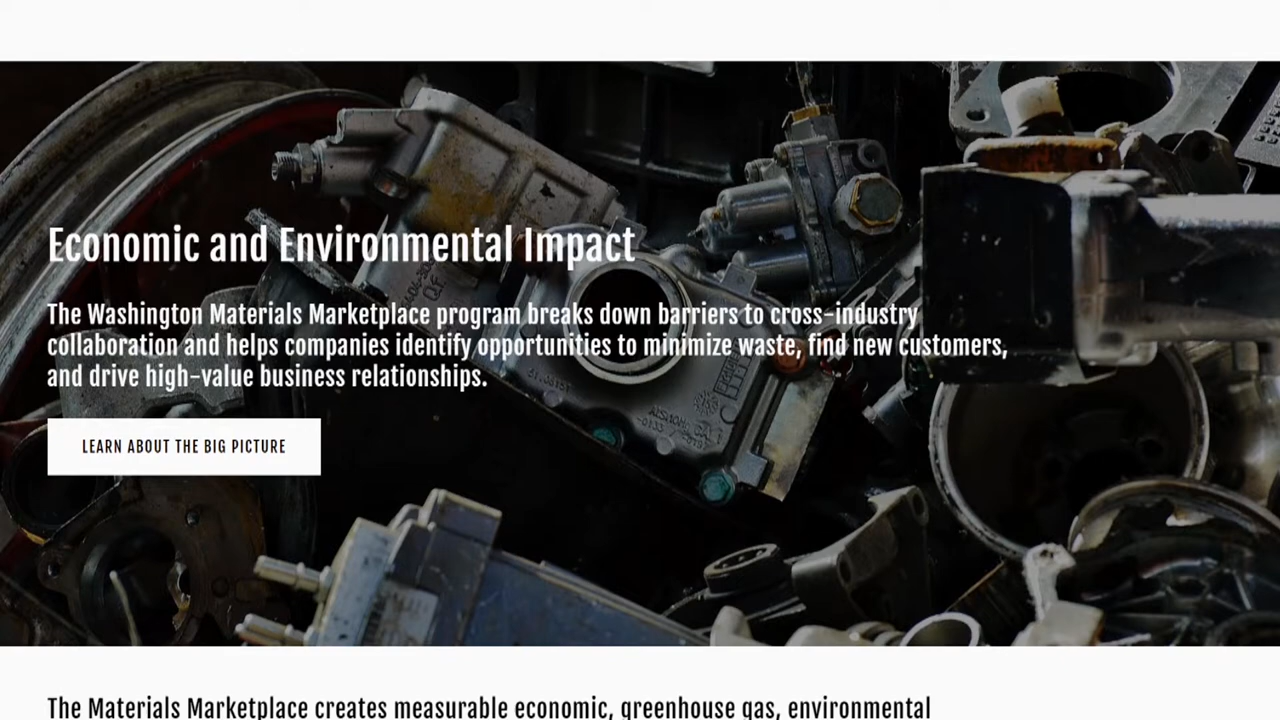 Economic and Environmental Impact
The Washington Materials Marketplace program breaks down barriers to cross-industry
collaboration and helps companies identify opportunities to minimize waste, find new customers,
and drive high-value business relationships.
LEARN ABOUT THE BIG PICTURE
The Materials Marketplace creates measurable economic, greenhouse gas, environmental